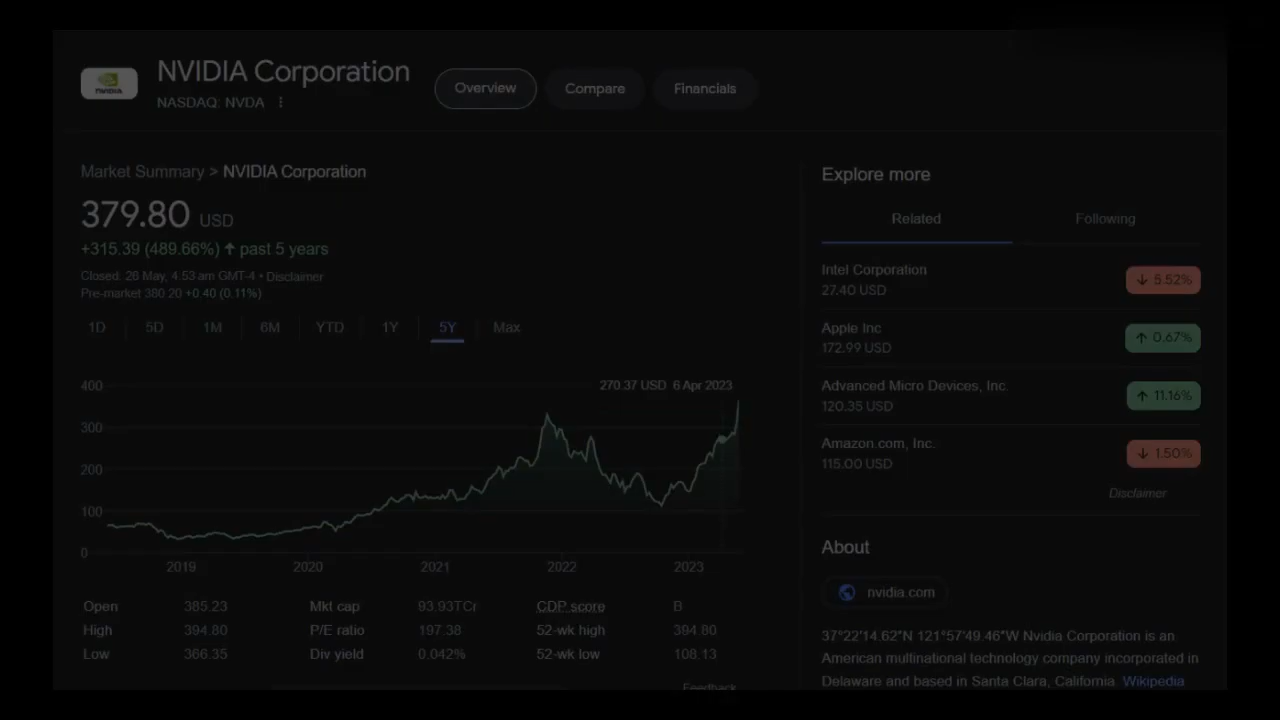 NVIDIA Corporation
NASDAQ: NVDA
Overview
Compare
Financials
NVIDIA
Market Summary > NVIDIA Corporation
379.80 USD
+315.39 (489.66%) ↑ past 5 years
Closed: 26 May, 4:53 am GMT-4 • Disclaimer
Pre-market 380.20 +0.40 (0.11%)
1D 5D 1M 6M YTD 1Y 5Y Max
270.37 USD 6 Apr 2023
400
300
200
100
0
2019 2020 2021 2022 2023
Open 385.23 Mkt cap 93.93TCr CDP score B
High 394.80 P/E ratio 197.38 52-wk high 394.80
Low 366.35 Div yield 0.042% 52-wk low 108.13
Feedback
Explore more
Related Following
Intel Corporation
27.40 USD
↓ 5.52%
Apple Inc
172.99 USD
↑ 0.67%
Advanced Micro Devices, Inc.
120.35 USD
↑ 11.16%
Amazon.com, Inc.
115.00 USD
↓ 1.50%
Disclaimer
About
nvidia.com
37°22'14.62"N 121°57'49.46"W Nvidia Corporation is an
American multinational technology company incorporated in
Delaware and based in Santa Clara, California. Wikipedia